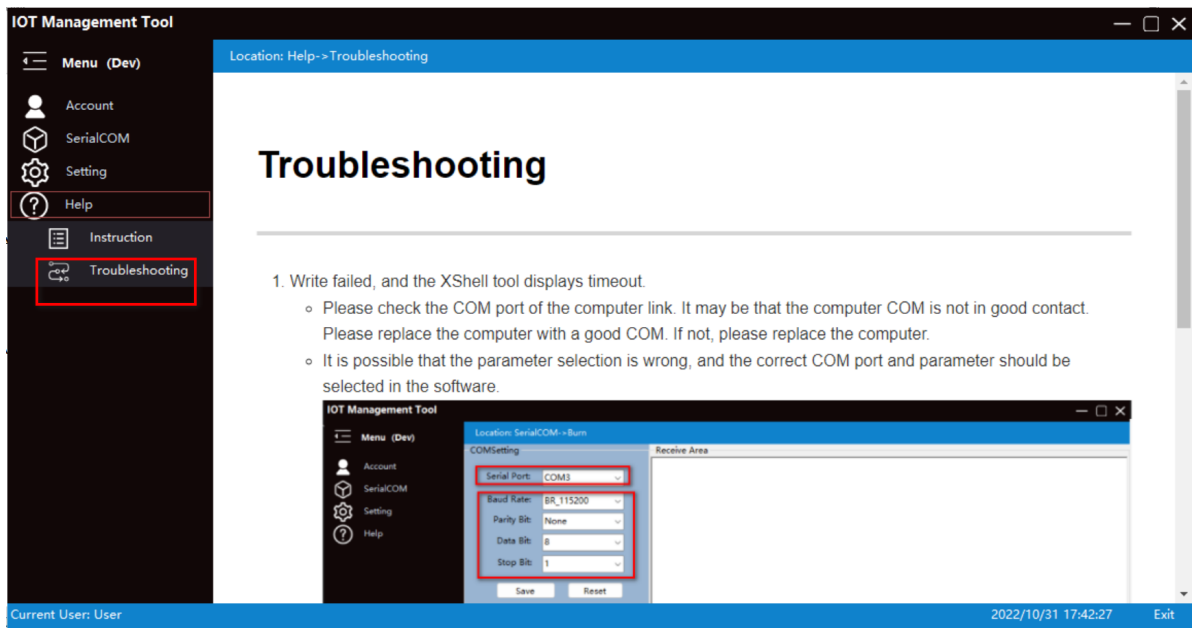 IOT Management Tool
Menu (Dev)
Location: Help->Troubleshooting
Account
SerialCOM
Setting
Help
Instruction
Troubleshooting
Troubleshooting
1. Write failed, and the XShell tool displays timeout.
Please check the COM port of the computer link. It may be that the computer COM is not in good contact.
Please replace the computer with a good COM. If not, please replace the computer.
It is possible that the parameter selection is wrong, and the correct COM port and parameter should be
selected in the software.
IOT Management Tool
Menu (Dev)
Location: SerialCOM->Burn
Account
SerialCOM
Setting
Help
COMSetting
Serial Port: COM3
Baud Rate: BR_115200
Parity Bit: None
Data Bit: 8
Stop Bit: 1
Save Reset
Receive Area
Current User: User
2022/10/31 17:42:27
Exit